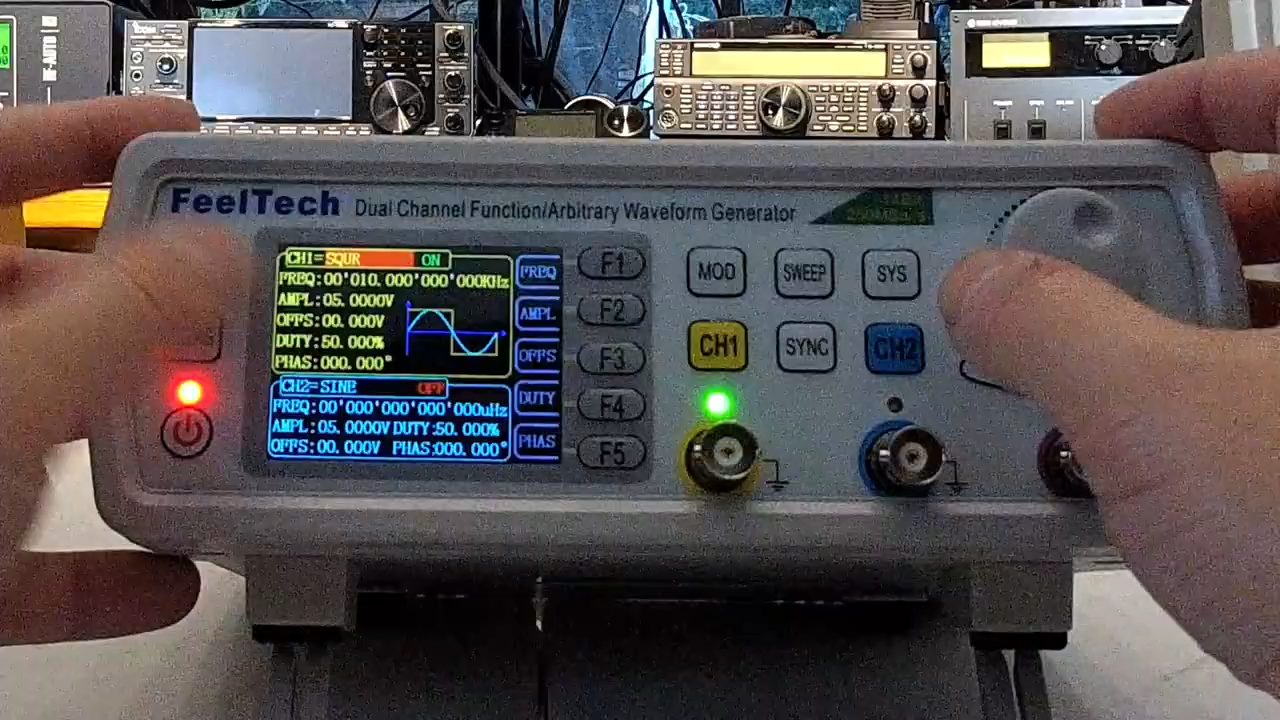 FeelTech Dual Channel Function/Arbitrary Waveform Generator
250MSa/s
CH1=SQUR ON
FREQ:00'010.000'000'000KHz
AMPL:05.0000V
OFFS:00.000V
DUTY:50.000%
PHAS:000.000°
CH2=SINE OFF
FREQ:00'000'000'000'000uHz
AMPL:05.0000V DUTY:50.000%
OFFS:00.000V PHAS:000.000°
FREQ
AMPL
OFFS
DUTY
PHAS
F1
F2
F3
F4
F5
MOD SWEEP SYS
CH1 SYNC CH2